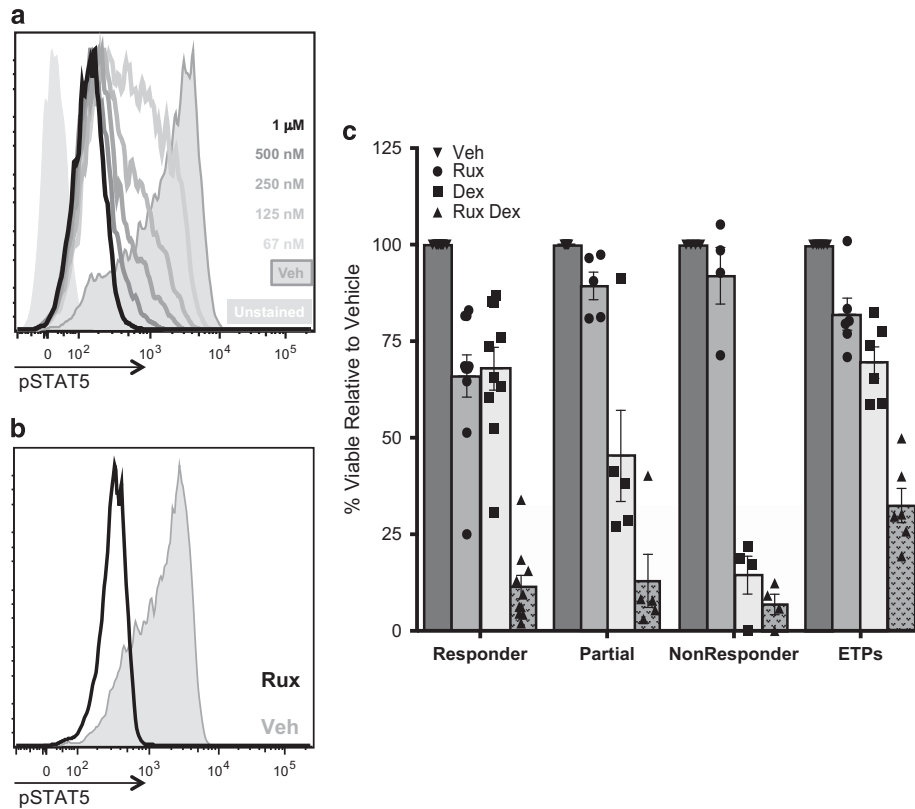 a
1 µM
500 nM
250 nM
125 nM
67 nM
Veh
Unstained
0 10² 10³ 10⁴ 10⁵
pSTAT5
b
Rux
Veh
0 10² 10³ 10⁴ 10⁵
pSTAT5
c
% Viable Relative to Vehicle
125
100
75
50
25
0
Veh
Rux
Dex
Rux Dex
Responder Partial NonResponder ETPs